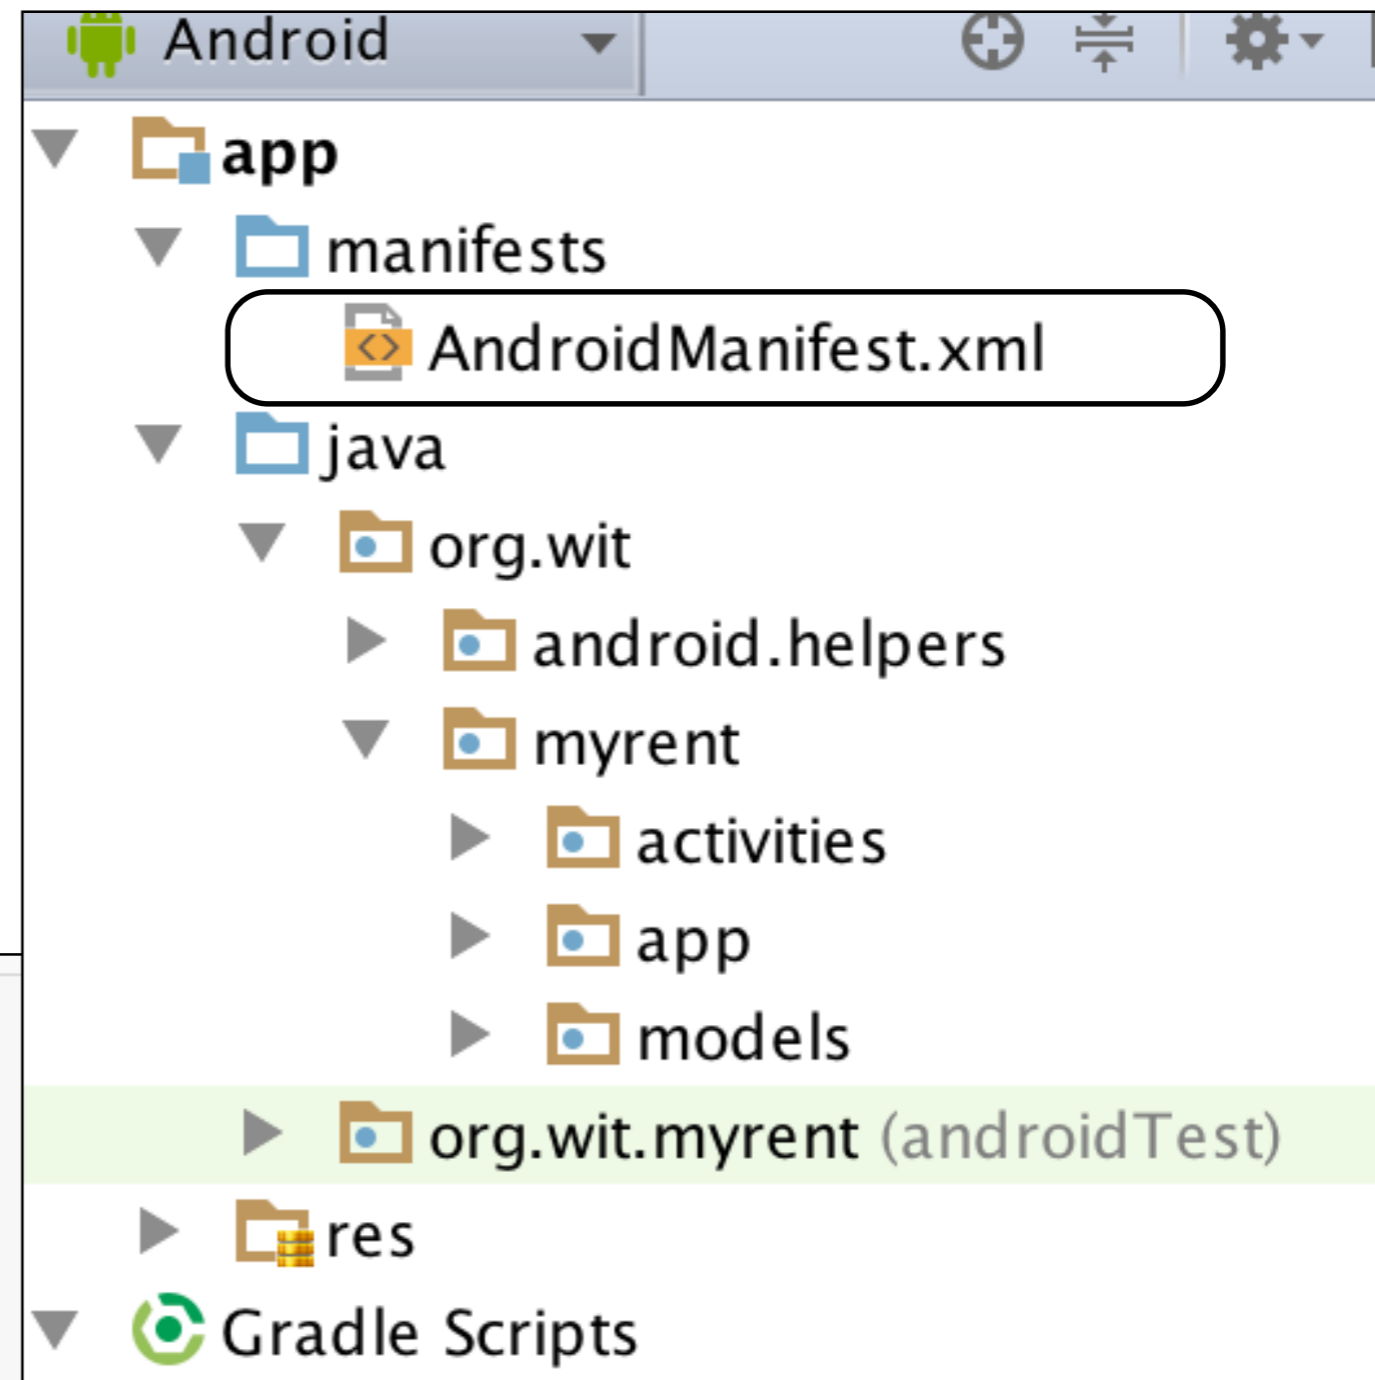 Android
app
manifests
AndroidManifest.xml
java
org.wit
android.helpers
myrent
activities
app
models
org.wit.myrent (androidTest)
res
Gradle Scripts